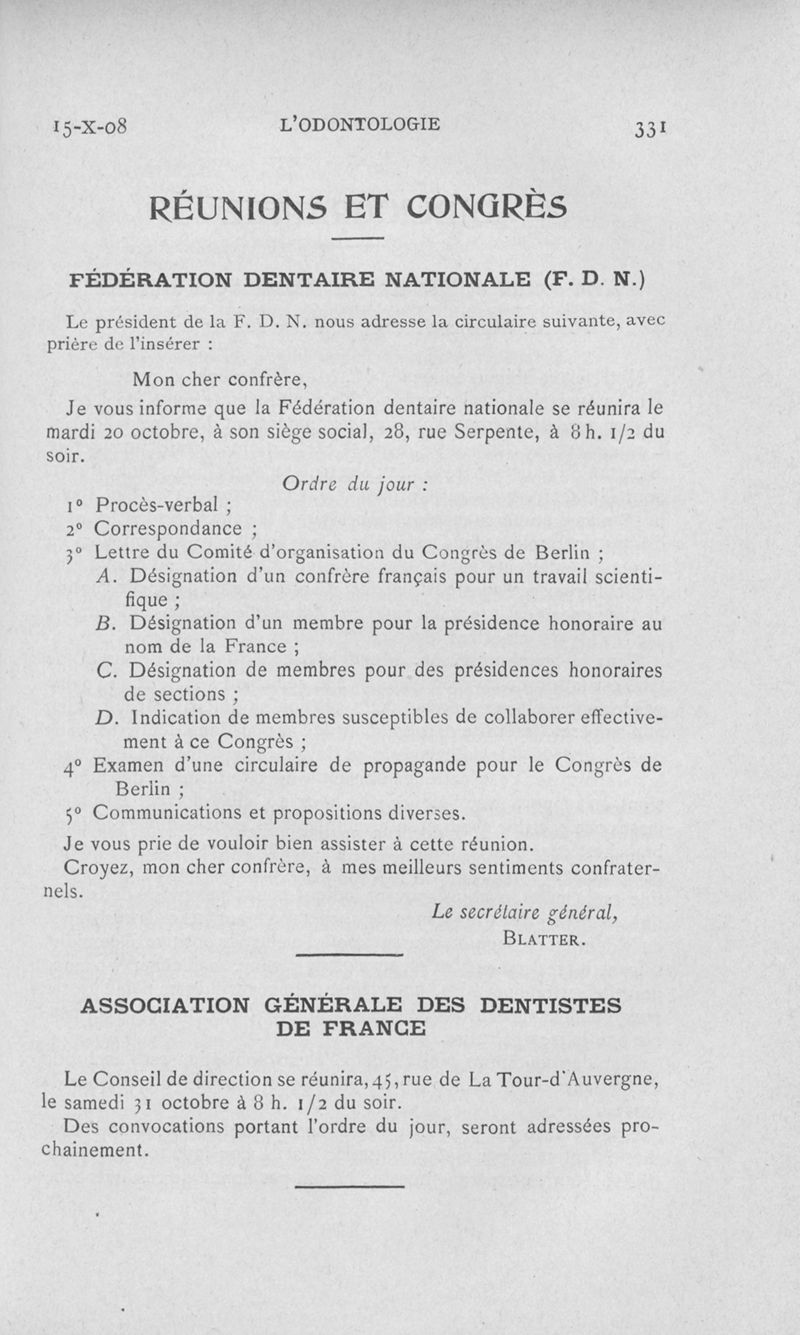 15-X-08 L'ODONTOLOGIE 331
RÉUNIONS ET CONGRÈS
FÉDÉRATION DENTAIRE NATIONALE (F. D. N.)
Le président de la F. D. N. nous adresse la circulaire suivante, avec
prière de l'insérer :
Mon cher confrère,
Je vous informe que la Fédération dentaire nationale se réunira le
mardi 20 octobre, à son siège social, 28, rue Serpente, à 8 h. 1/2 du
soir.
Ordre du jour :
1° Procès-verbal ;
2° Correspondance ;
3° Lettre du Comité d'organisation du Congrès de Berlin ;
A. Désignation d'un confrère français pour un travail scienti-
fique ;
B. Désignation d'un membre pour la présidence honoraire au
nom de la France ;
C. Désignation de membres pour des présidences honoraires
de sections ;
D. Indication de membres susceptibles de collaborer effective-
ment à ce Congrès ;
4° Examen d'une circulaire de propagande pour le Congrès de
Berlin ;
5° Communications et propositions diverses.
Je vous prie de vouloir bien assister à cette réunion.
Croyez, mon cher confrère, à mes meilleurs sentiments confrater-
nels.
Le secrétaire général,
BLATTER.
ASSOCIATION GÉNÉRALE DES DENTISTES
DE FRANCE
Le Conseil de direction se réunira, 45, rue de La Tour-d'Auvergne,
le samedi 31 octobre à 8 h. 1/2 du soir.
Des convocations portant l'ordre du jour, seront adressées pro-
chainement.